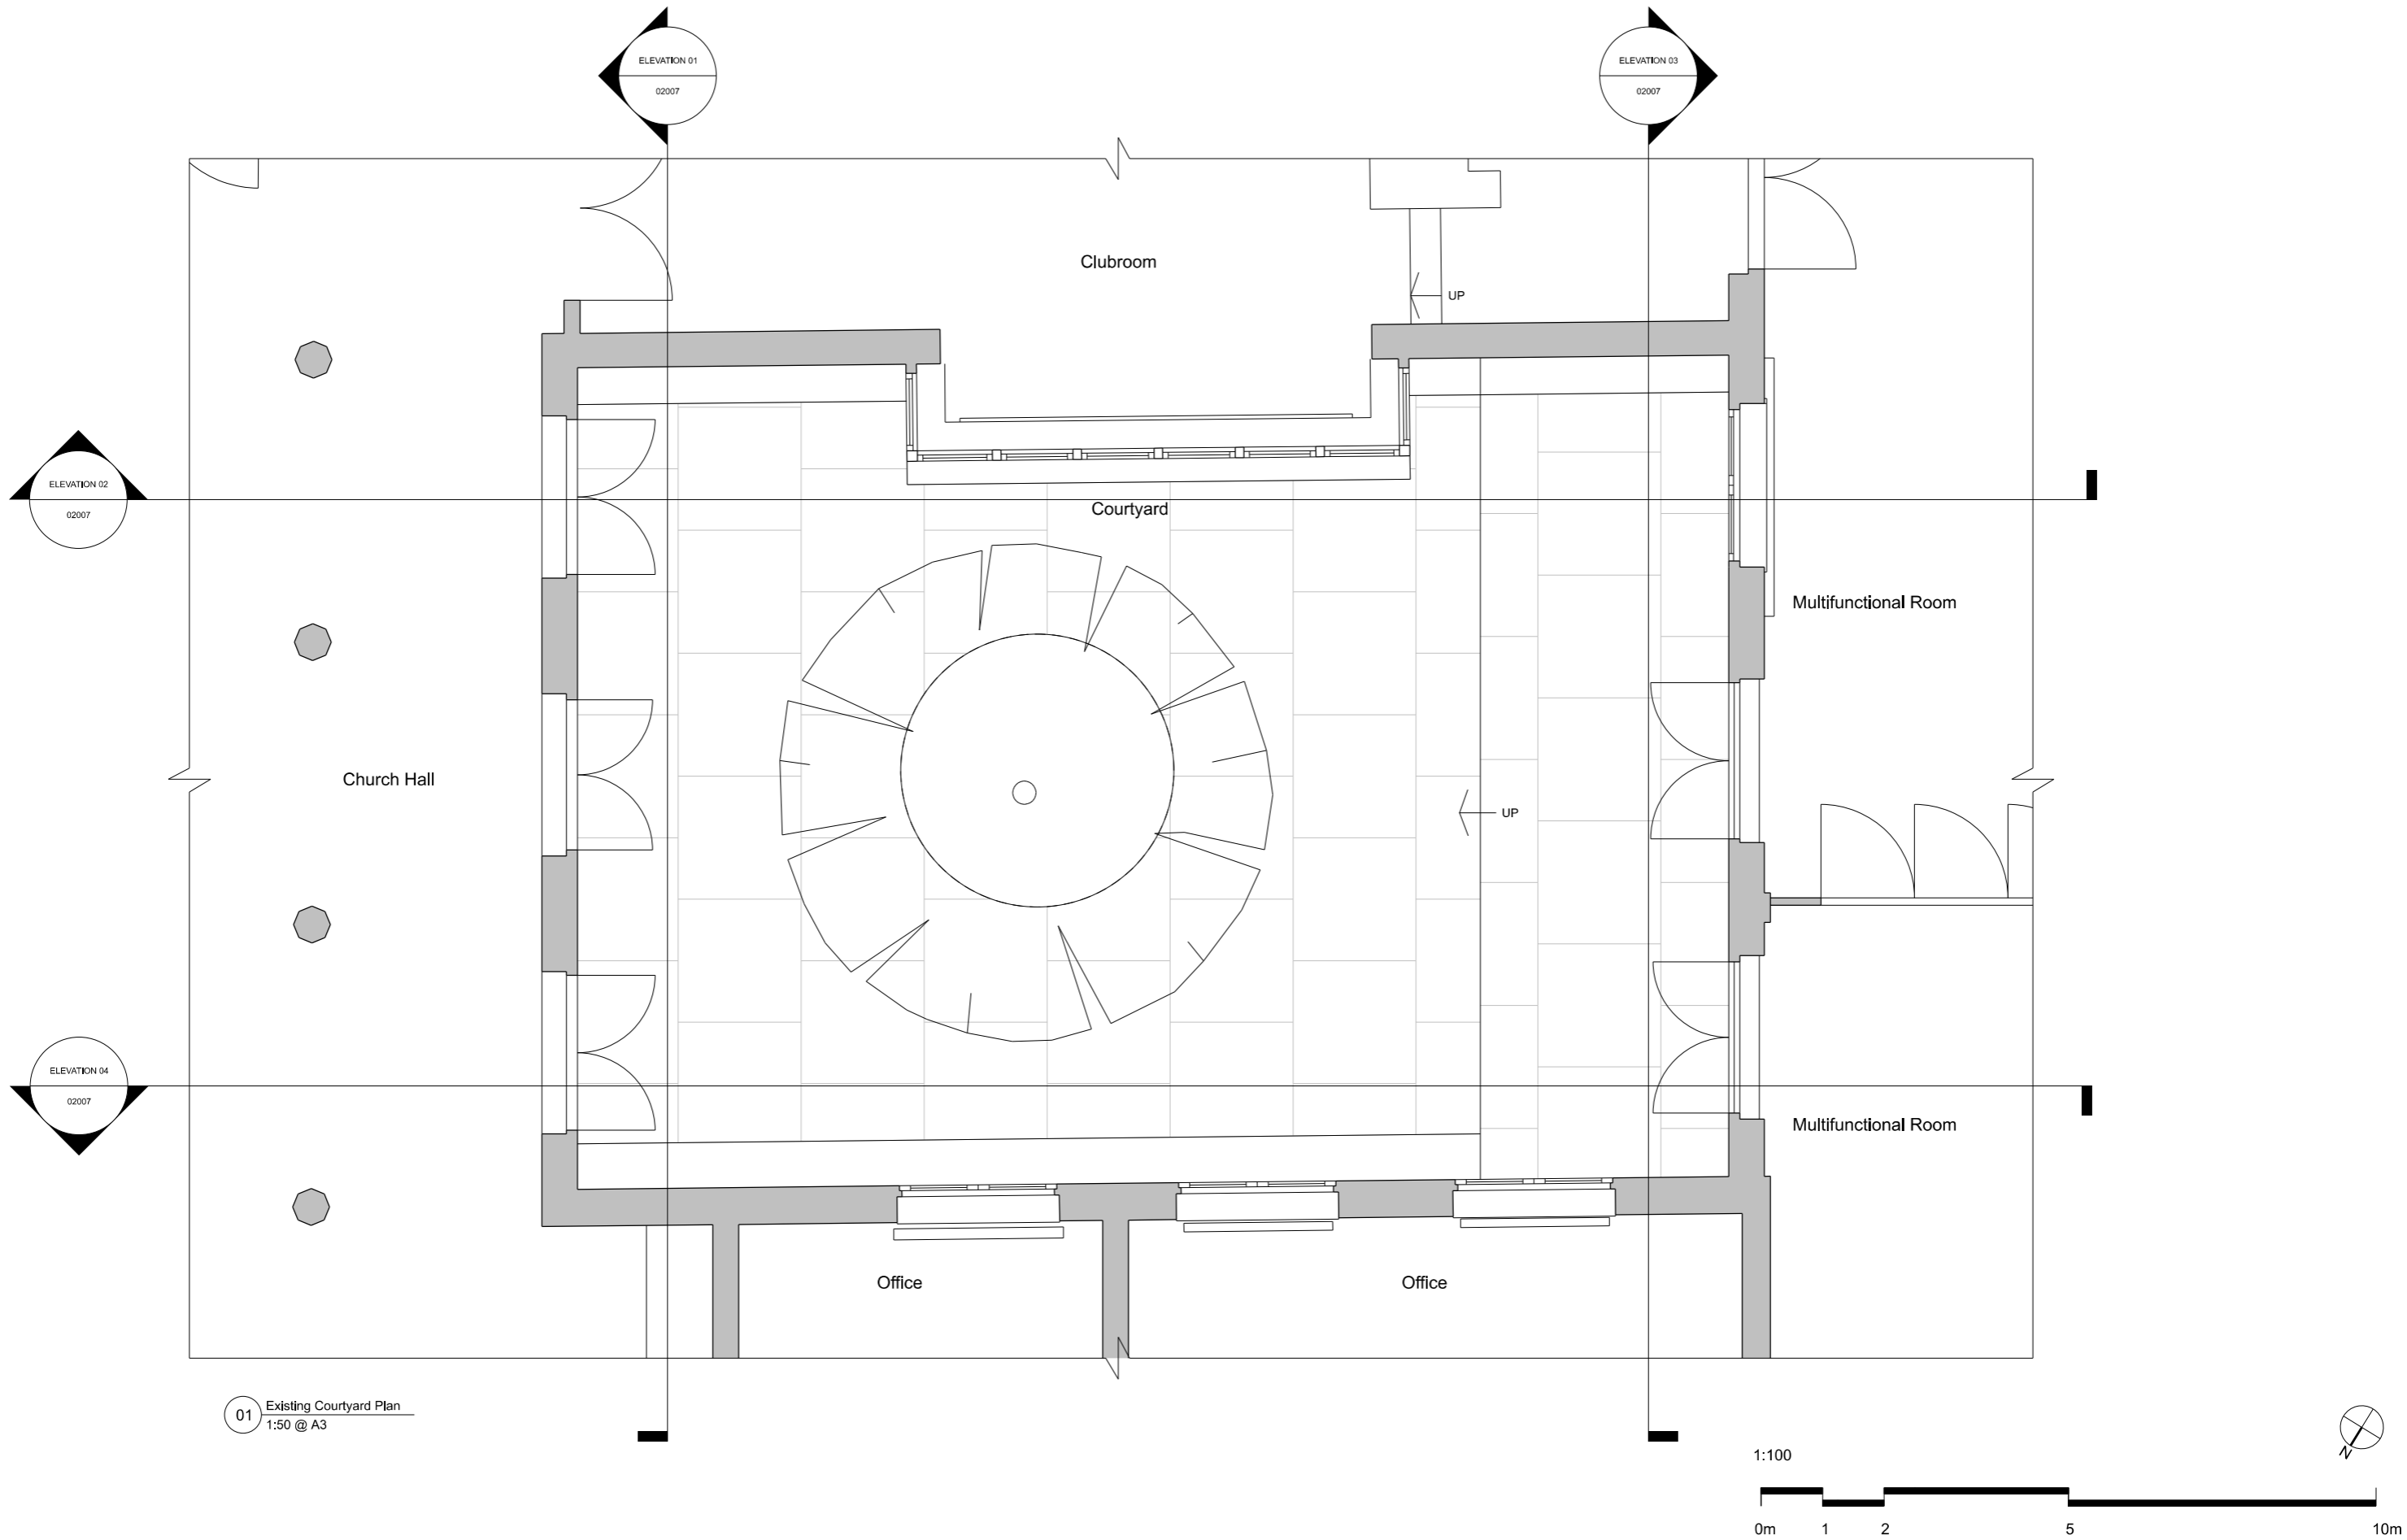 ELEVATION 01
02007
ELEVATION 03
02007
Clubroom
UP
ELEVATION 02
02007
Courtyard
Multifunctional Room
Church Hall
UP
ELEVATION 04
02007
Multifunctional Room
Office
Office
01
Existing Courtyard Plan
1:50 @ A3
N
1:100
0m 1 2 5 10m